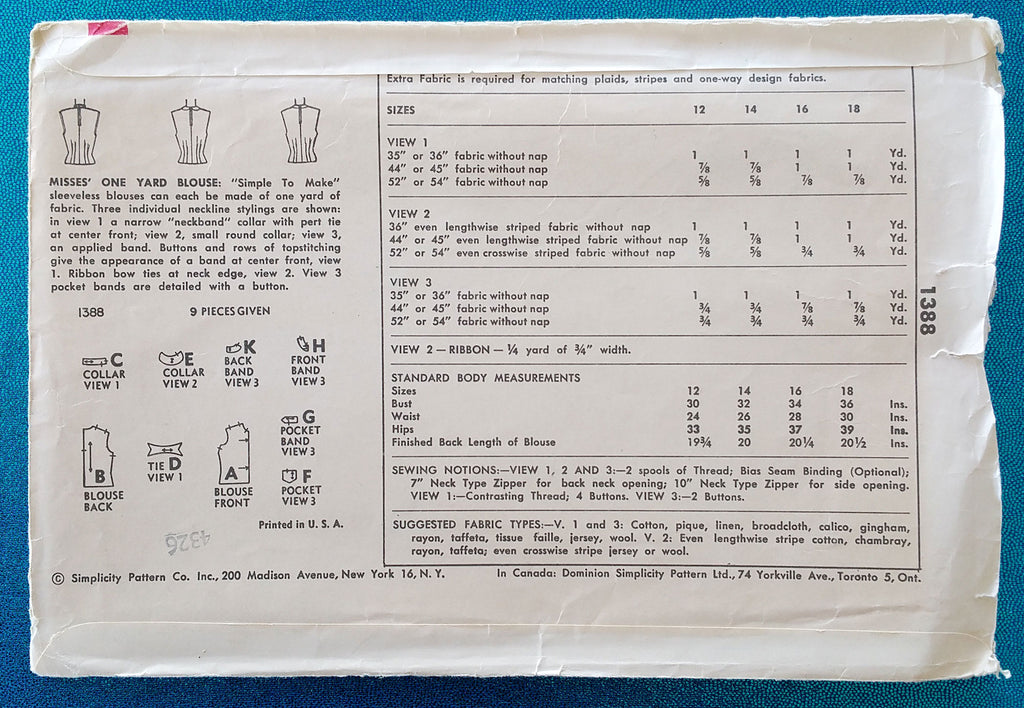 MISSES' ONE YARD BLOUSE: "Simple To Make"
sleeveless blouses can each be made of one yard of
fabric. Three individual neckline stylings are shown:
in view 1 a narrow "neckband" collar with pert tie
at center front; view 2, small round collar; view 3,
an applied band. Buttons and rows of topstitching
give the appearance of a band at center front, view
1. Ribbon bow ties at neck edge, view 2. View 3
pocket bands are detailed with a button.
1388 9 PIECES GIVEN
C
COLLAR
VIEW 1
E
COLLAR
VIEW 2
K
BACK
BAND
VIEW 3
H
FRONT
BAND
VIEW 3
B
BLOUSE
BACK
TIE D
VIEW 1
A
BLOUSE
FRONT
G
POCKET
BAND
VIEW 3
F
POCKET
VIEW 3
Printed in U. S. A.
4326
Extra Fabric is required for matching plaids, stripes and one-way design fabrics.
SIZES 12 14 16 18
VIEW 1
35" or 36" fabric without nap 1 1 1 1 Yd.
44" or 45" fabric without nap ⅞ ⅞ 1 1 Yd.
52" or 54" fabric without nap ⅝ ⅝ ⅞ ⅞ Yd.
VIEW 2
36" even lengthwise striped fabric without nap 1 1 1 1 Yd.
44" or 45" even lengthwise striped fabric without nap ⅞ ⅞ 1 1 Yd.
52" or 54" even crosswise striped fabric without nap ⅝ ⅝ ¾ ¾ Yd.
VIEW 3
35" or 36" fabric without nap 1 1 1 1 Yd.
44" or 45" fabric without nap ¾ ¾ ⅞ ⅞ Yd.
52" or 54" fabric without nap ¾ ¾ ¾ ¾ Yd.
VIEW 2 — RIBBON — ¼ yard of ¾" width.
STANDARD BODY MEASUREMENTS
Sizes 12 14 16 18
Bust 30 32 34 36 Ins.
Waist 24 26 28 30 Ins.
Hips 33 35 37 39 Ins.
Finished Back Length of Blouse 19¾ 20 20¼ 20½ Ins.
SEWING NOTIONS:—VIEW 1, 2 AND 3:—2 spools of Thread; Bias Seam Binding (Optional);
7" Neck Type Zipper for back neck opening; 10" Neck Type Zipper for side opening.
VIEW 1:—Contrasting Thread; 4 Buttons. VIEW 3:—2 Buttons.
SUGGESTED FABRIC TYPES:—V. 1 and 3: Cotton, pique, linen, broadcloth, calico, gingham,
rayon, taffeta, tissue faille, jersey, wool. V. 2: Even lengthwise stripe cotton, chambray,
rayon, taffeta; even crosswise stripe jersey or wool.
1388
© Simplicity Pattern Co. Inc., 200 Madison Avenue, New York 16, N. Y. In Canada: Dominion Simplicity Pattern Ltd., 74 Yorkville Ave., Toronto 5, Ont.